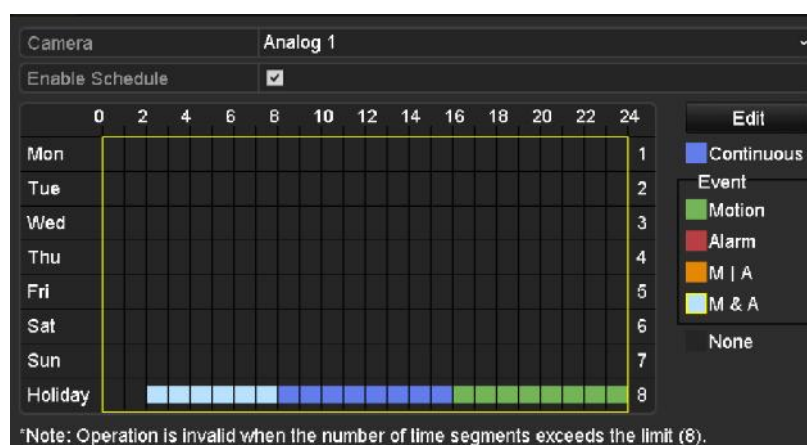 Camera Analog 1
Enable Schedule
0 2 4 6 8 10 12 14 16 18 20 22 24 Edit
Mon 1 Continuous
Tue 2 Event
Wed 3 Motion
Thu 4 Alarm
Fri 5 M | A
Sat 6 M & A
Sun 7 None
Holiday 8
*Note: Operation is invalid when the number of time segments exceeds the limit (8).